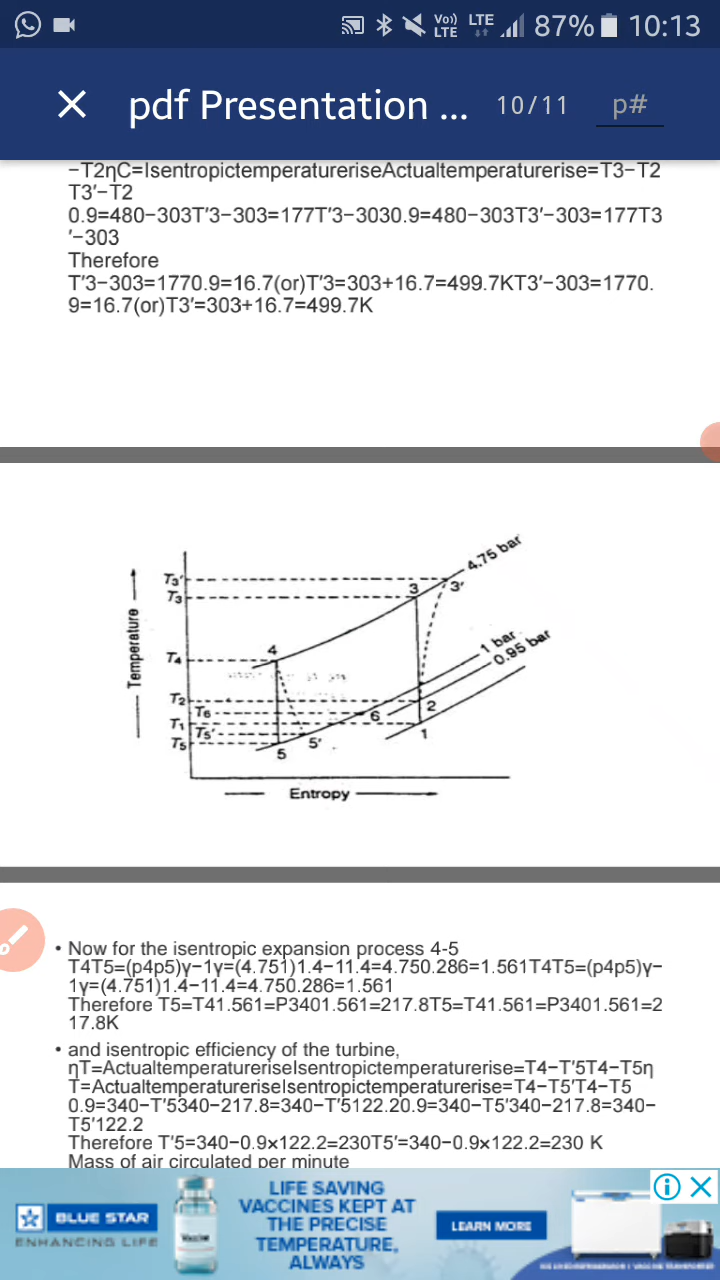 Vo))
LTE
LTE
87%
10:13
pdf Presentation ...
10/11
p#
−T2ηC=IsentropictemperatureriseActualtemperaturerise=T3−T2
T3′−T2
0.9=480−303T′3−303=177T′3−3030.9=480−303T3′−303=177T3
′−303
Therefore
T′3−303=1770.9=16.7(or)T′3=303+16.7=499.7KT3′−303=1770.
9=16.7(or)T3′=303+16.7=499.7K
4.75 bar
T3'
T3
3
3'
1 bar
0.95 bar
4
T4
T2
T6
T1
T5'
T5
6
2
1
5
5'
Temperature
Entropy
• Now for the isentropic expansion process 4-5
T4T5=(p4p5)γ−1γ=(4.751)1.4−11.4=4.750.286=1.561T4T5=(p4p5)γ−
1γ=(4.751)1.4−11.4=4.750.286=1.561
Therefore T5=T41.561=P3401.561=217.8T5=T41.561=P3401.561=2
17.8K
• and isentropic efficiency of the turbine,
ηT=ActualtemperatureriseIsentropictemperaturerise=T4−T′5T4−T5η
T=ActualtemperatureriseIsentropictemperaturerise=T4−T5′T4−T5
0.9=340−T′5340−217.8=340−T′5122.20.9=340−T5′340−217.8=340−
T5′122.2
Therefore T′5=340−0.9×122.2=230T5′=340−0.9×122.2=230 K
Mass of air circulated per minute
BLUE STAR
ENHANCING LIFE
Vaccine
LIFE SAVING
VACCINES KEPT AT
THE PRECISE
TEMPERATURE,
ALWAYS
LEARN MORE